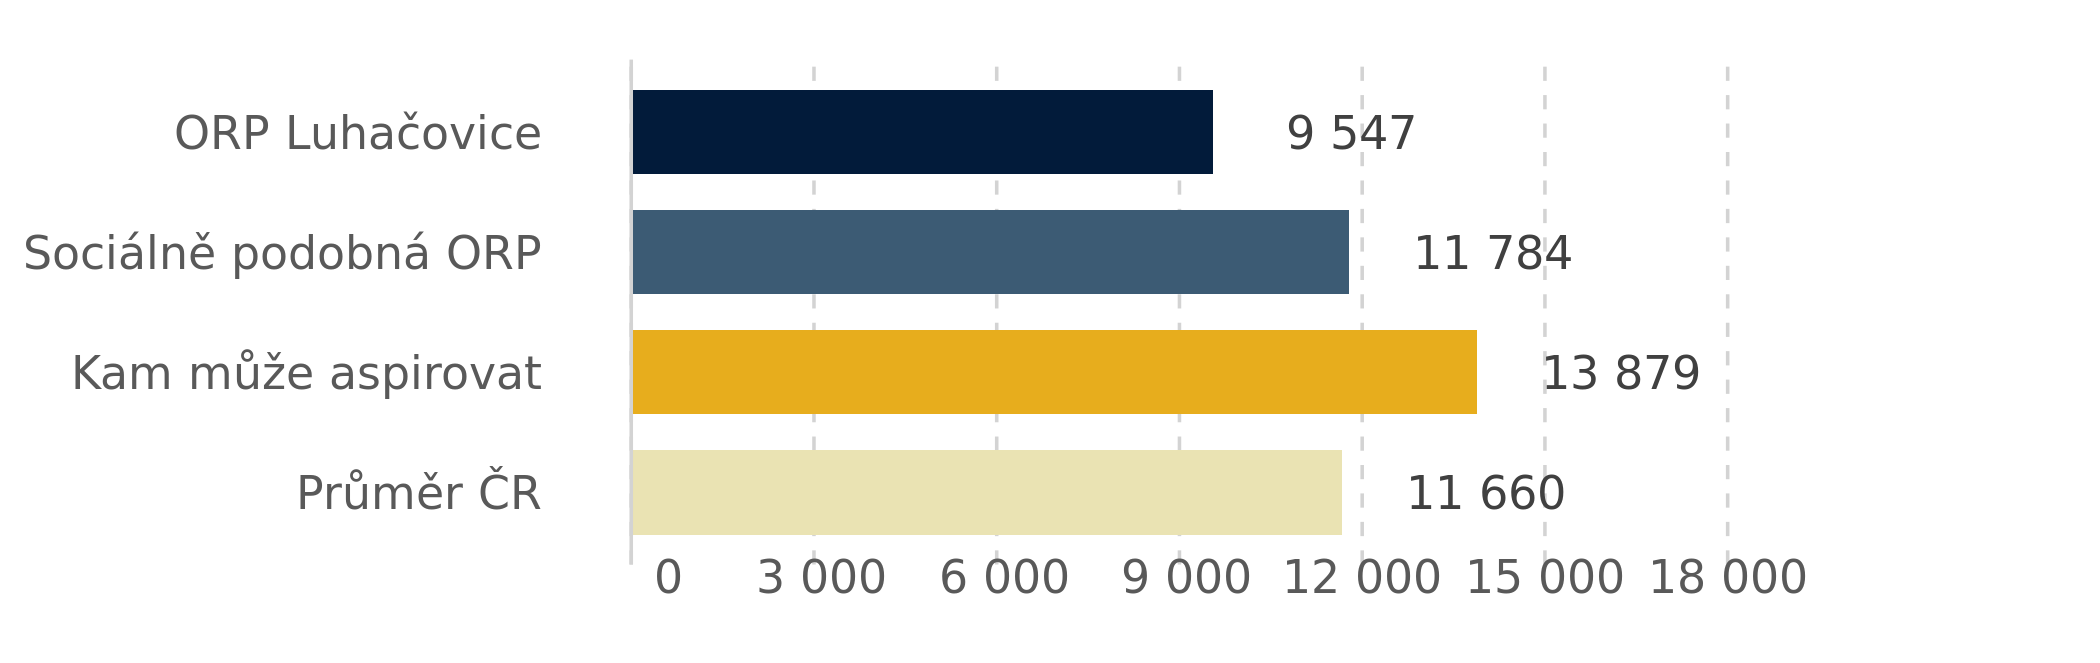 ORP Luhačovice 9 547
Sociálně podobná ORP 11 784
Kam může aspirovat 13 879
Průměr ČR 11 660
0 3 000 6 000 9 000 12 000 15 000 18 000